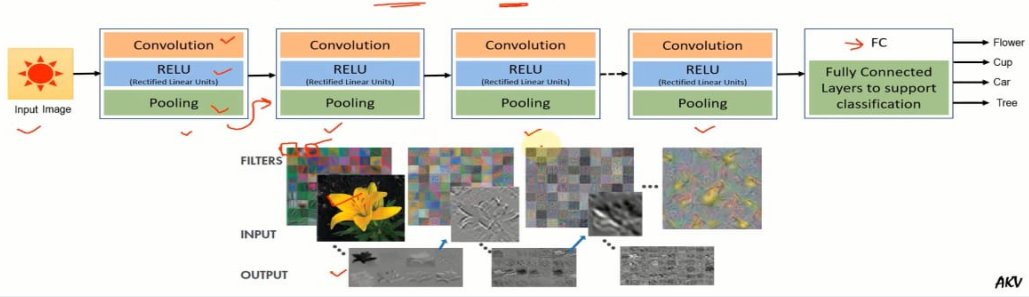 Input Image
Convolution
RELU
(Rectified Linear Units)
Pooling
Convolution
RELU
(Rectified Linear Units)
Pooling
Convolution
RELU
(Rectified Linear Units)
Pooling
Convolution
RELU
(Rectified Linear Units)
Pooling
FC
Fully Connected
Layers to support
classification
Flower
Cup
Car
Tree
FILTERS
INPUT
OUTPUT
AKV